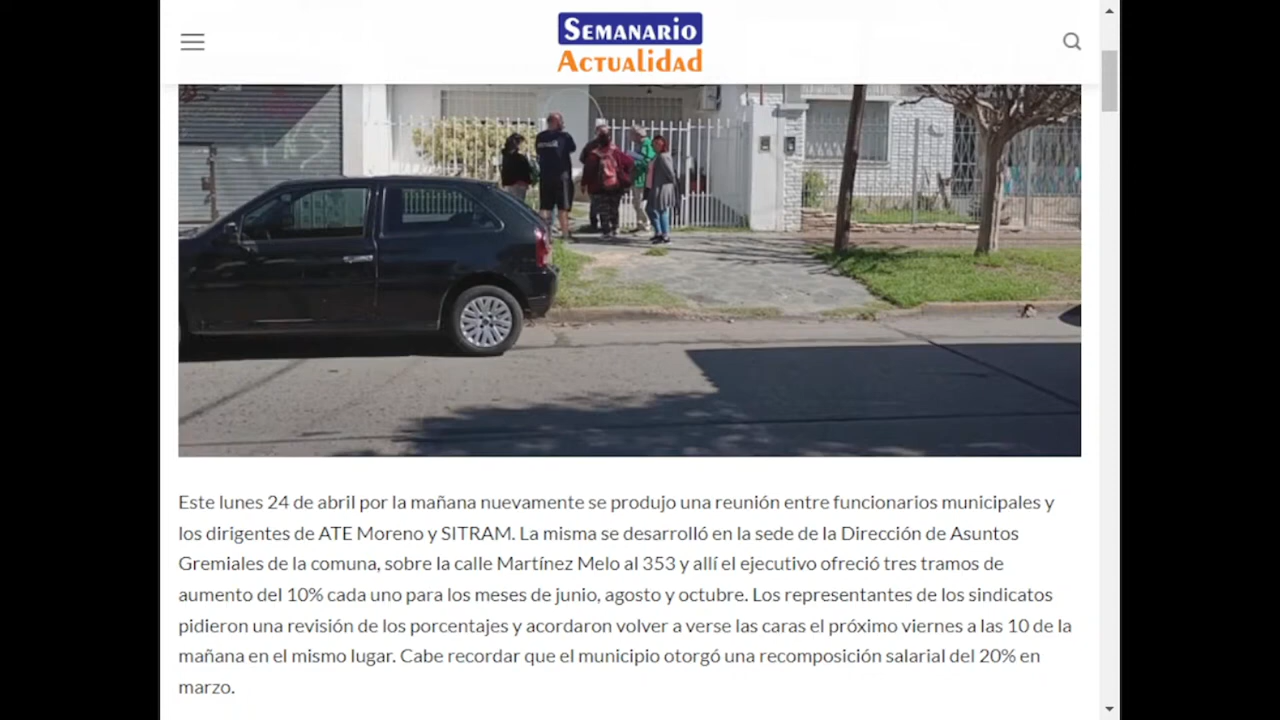 SEMANARIO
ACTUALIDAD
Este lunes 24 de abril por la mañana nuevamente se produjo una reunión entre funcionarios municipales y
los dirigentes de ATE Moreno y SITRAM. La misma se desarrolló en la sede de la Dirección de Asuntos
Gremiales de la comuna, sobre la calle Martínez Melo al 353 y allí el ejecutivo ofreció tres tramos de
aumento del 10% cada uno para los meses de junio, agosto y octubre. Los representantes de los sindicatos
pidieron una revisión de los porcentajes y acordaron volver a verse las caras el próximo viernes a las 10 de la
mañana en el mismo lugar. Cabe recordar que el municipio otorgó una recomposición salarial del 20% en
marzo.